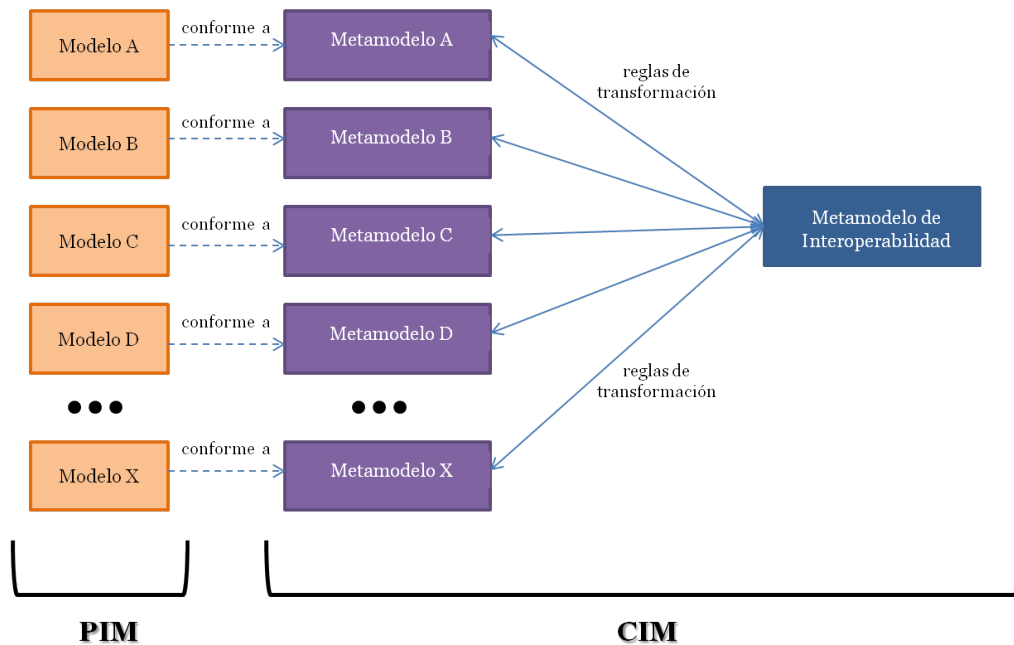 conforme a
Modelo A
Metamodelo A
reglas de
transformación
conforme a
Modelo B
Metamodelo B
conforme a
Modelo C
Metamodelo C
Metamodelo de
Interoperabilidad
conforme a
Modelo D
Metamodelo D
reglas de
transformación
conforme a
Modelo X
Metamodelo X
PIM
CIM